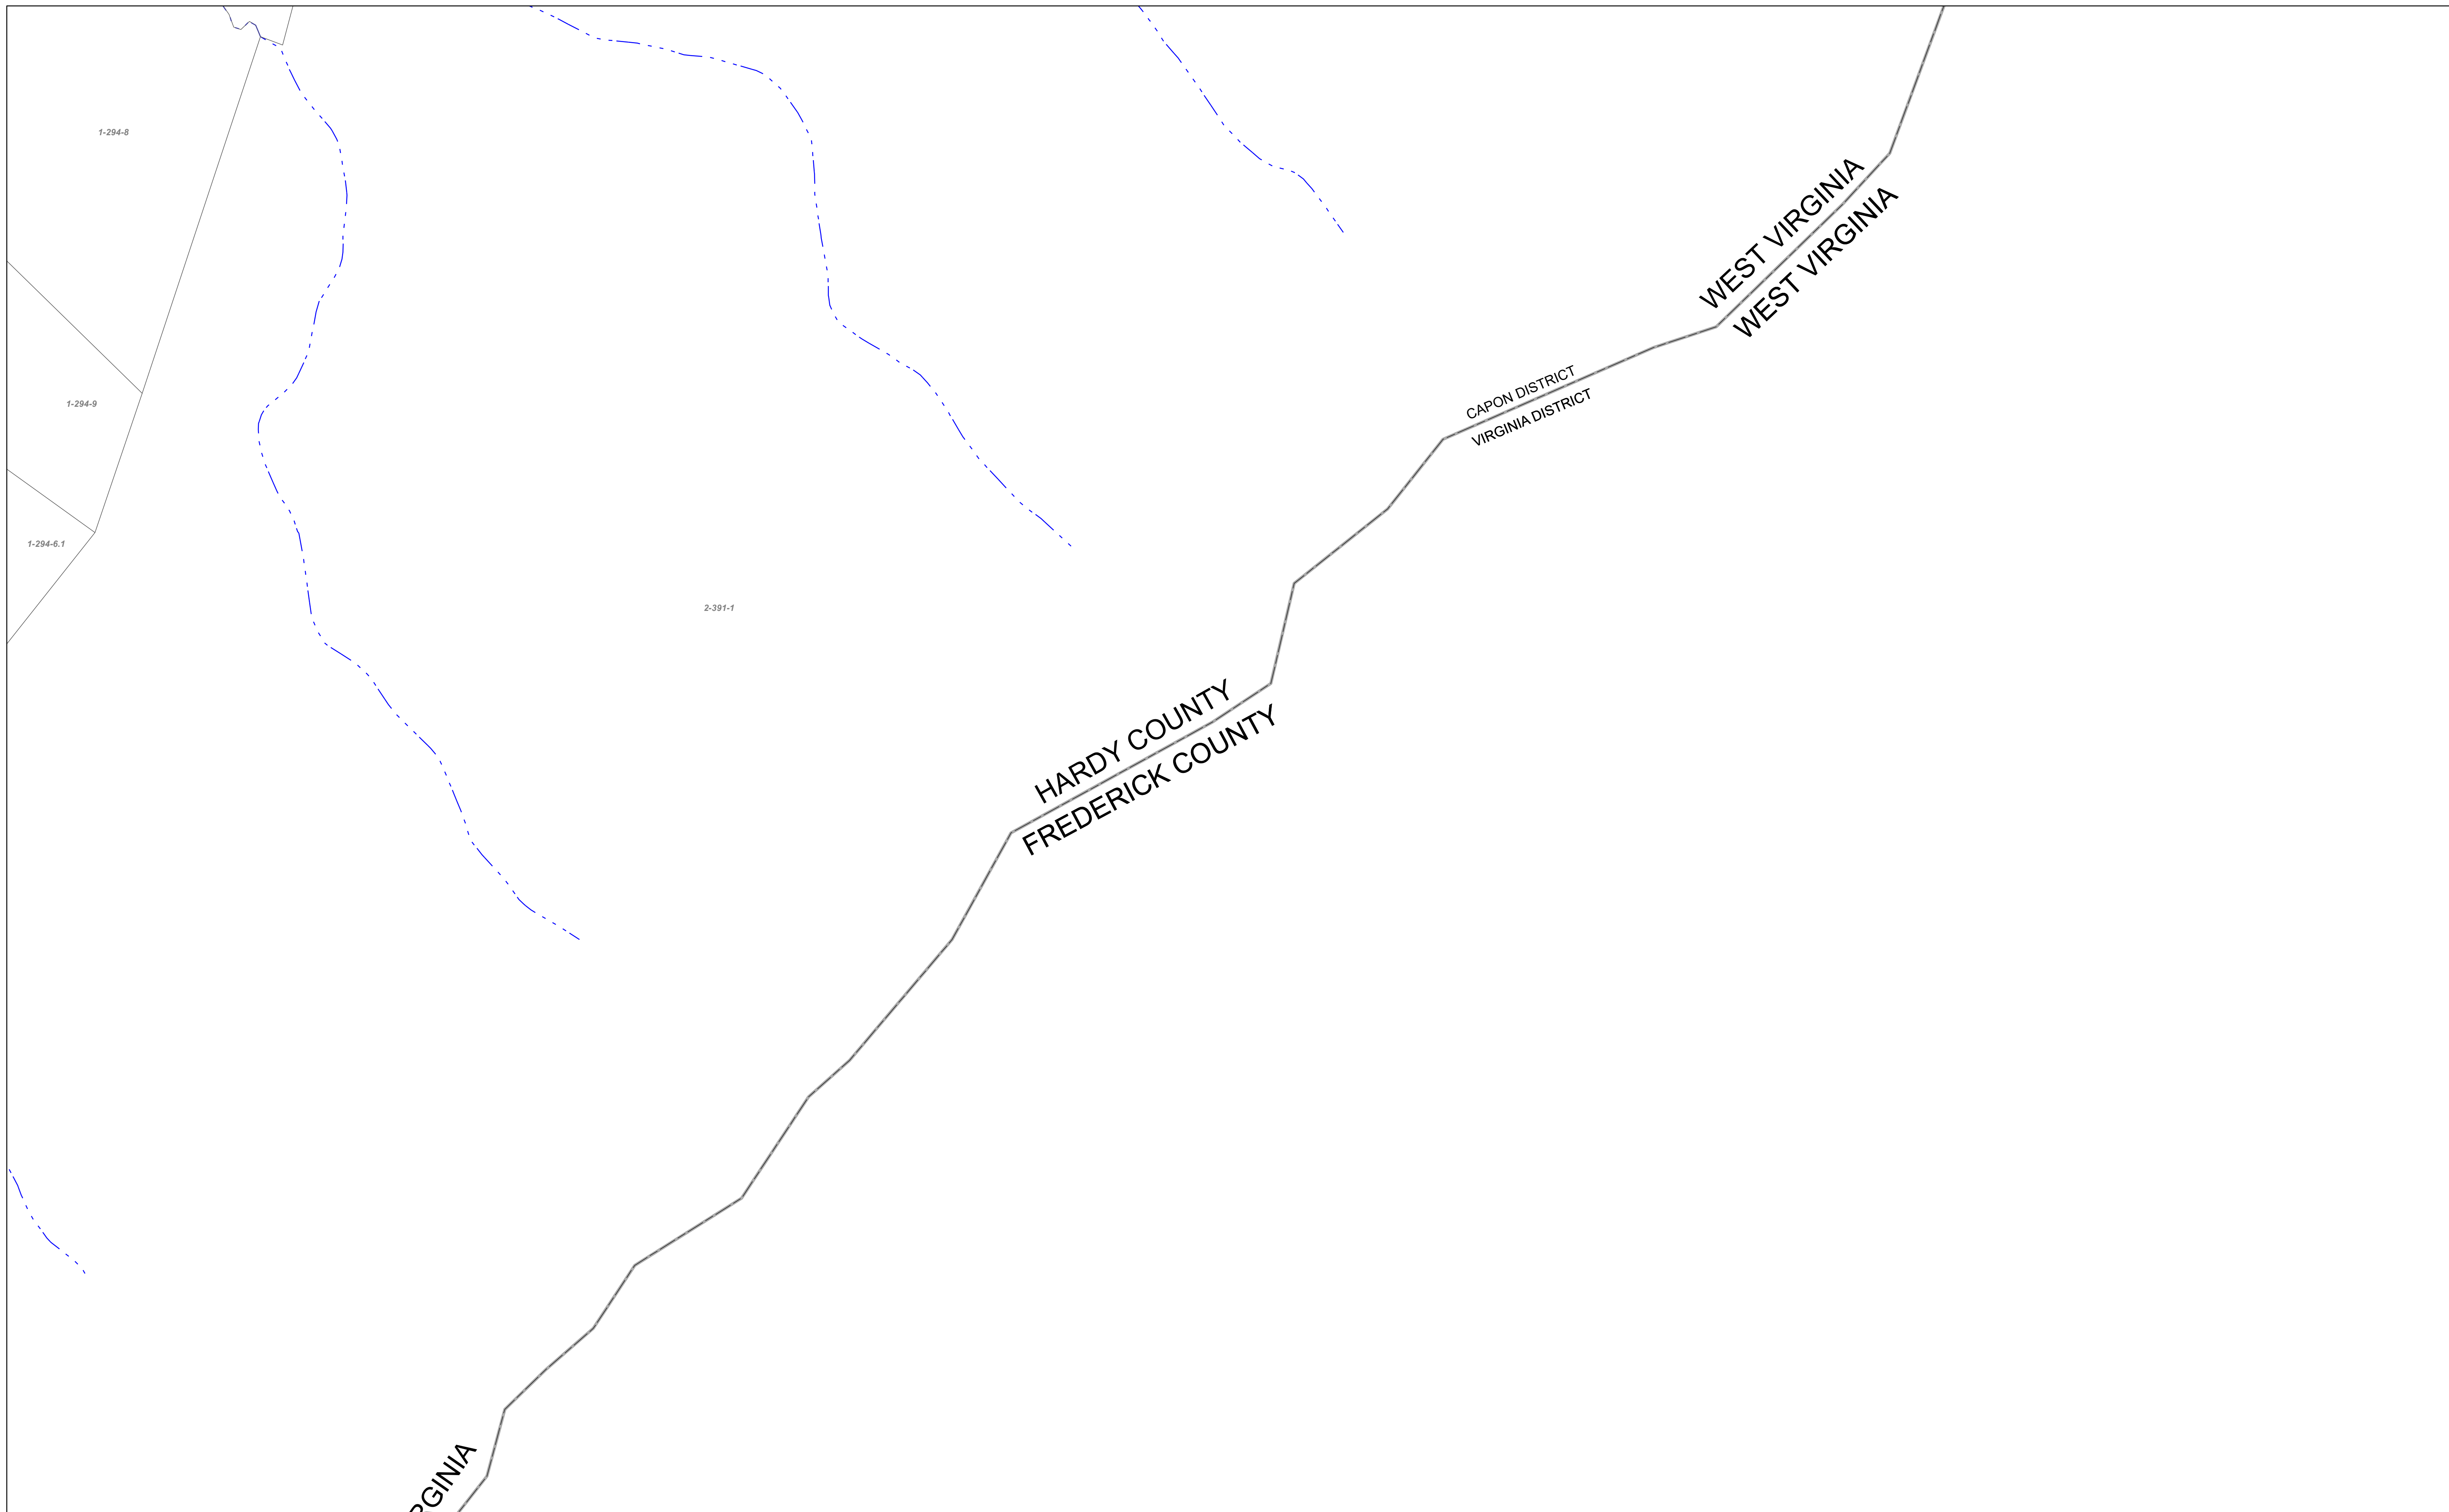 1-294-8
WEST VIRGINIA
WEST VIRGINIA
CAPON DISTRICT
VIRGINIA DISTRICT
1-294-9
1-294-6.1
2-391-1
HARDY COUNTY
FREDERICK COUNTY